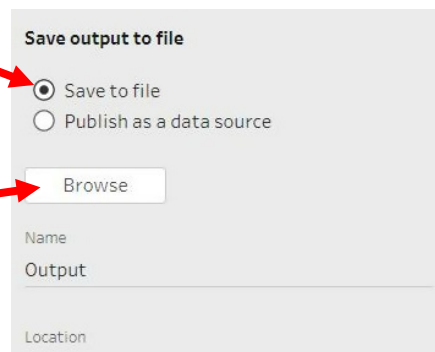 Save output to file
Save to file
Publish as a data source
Browse
Name
Output
Location